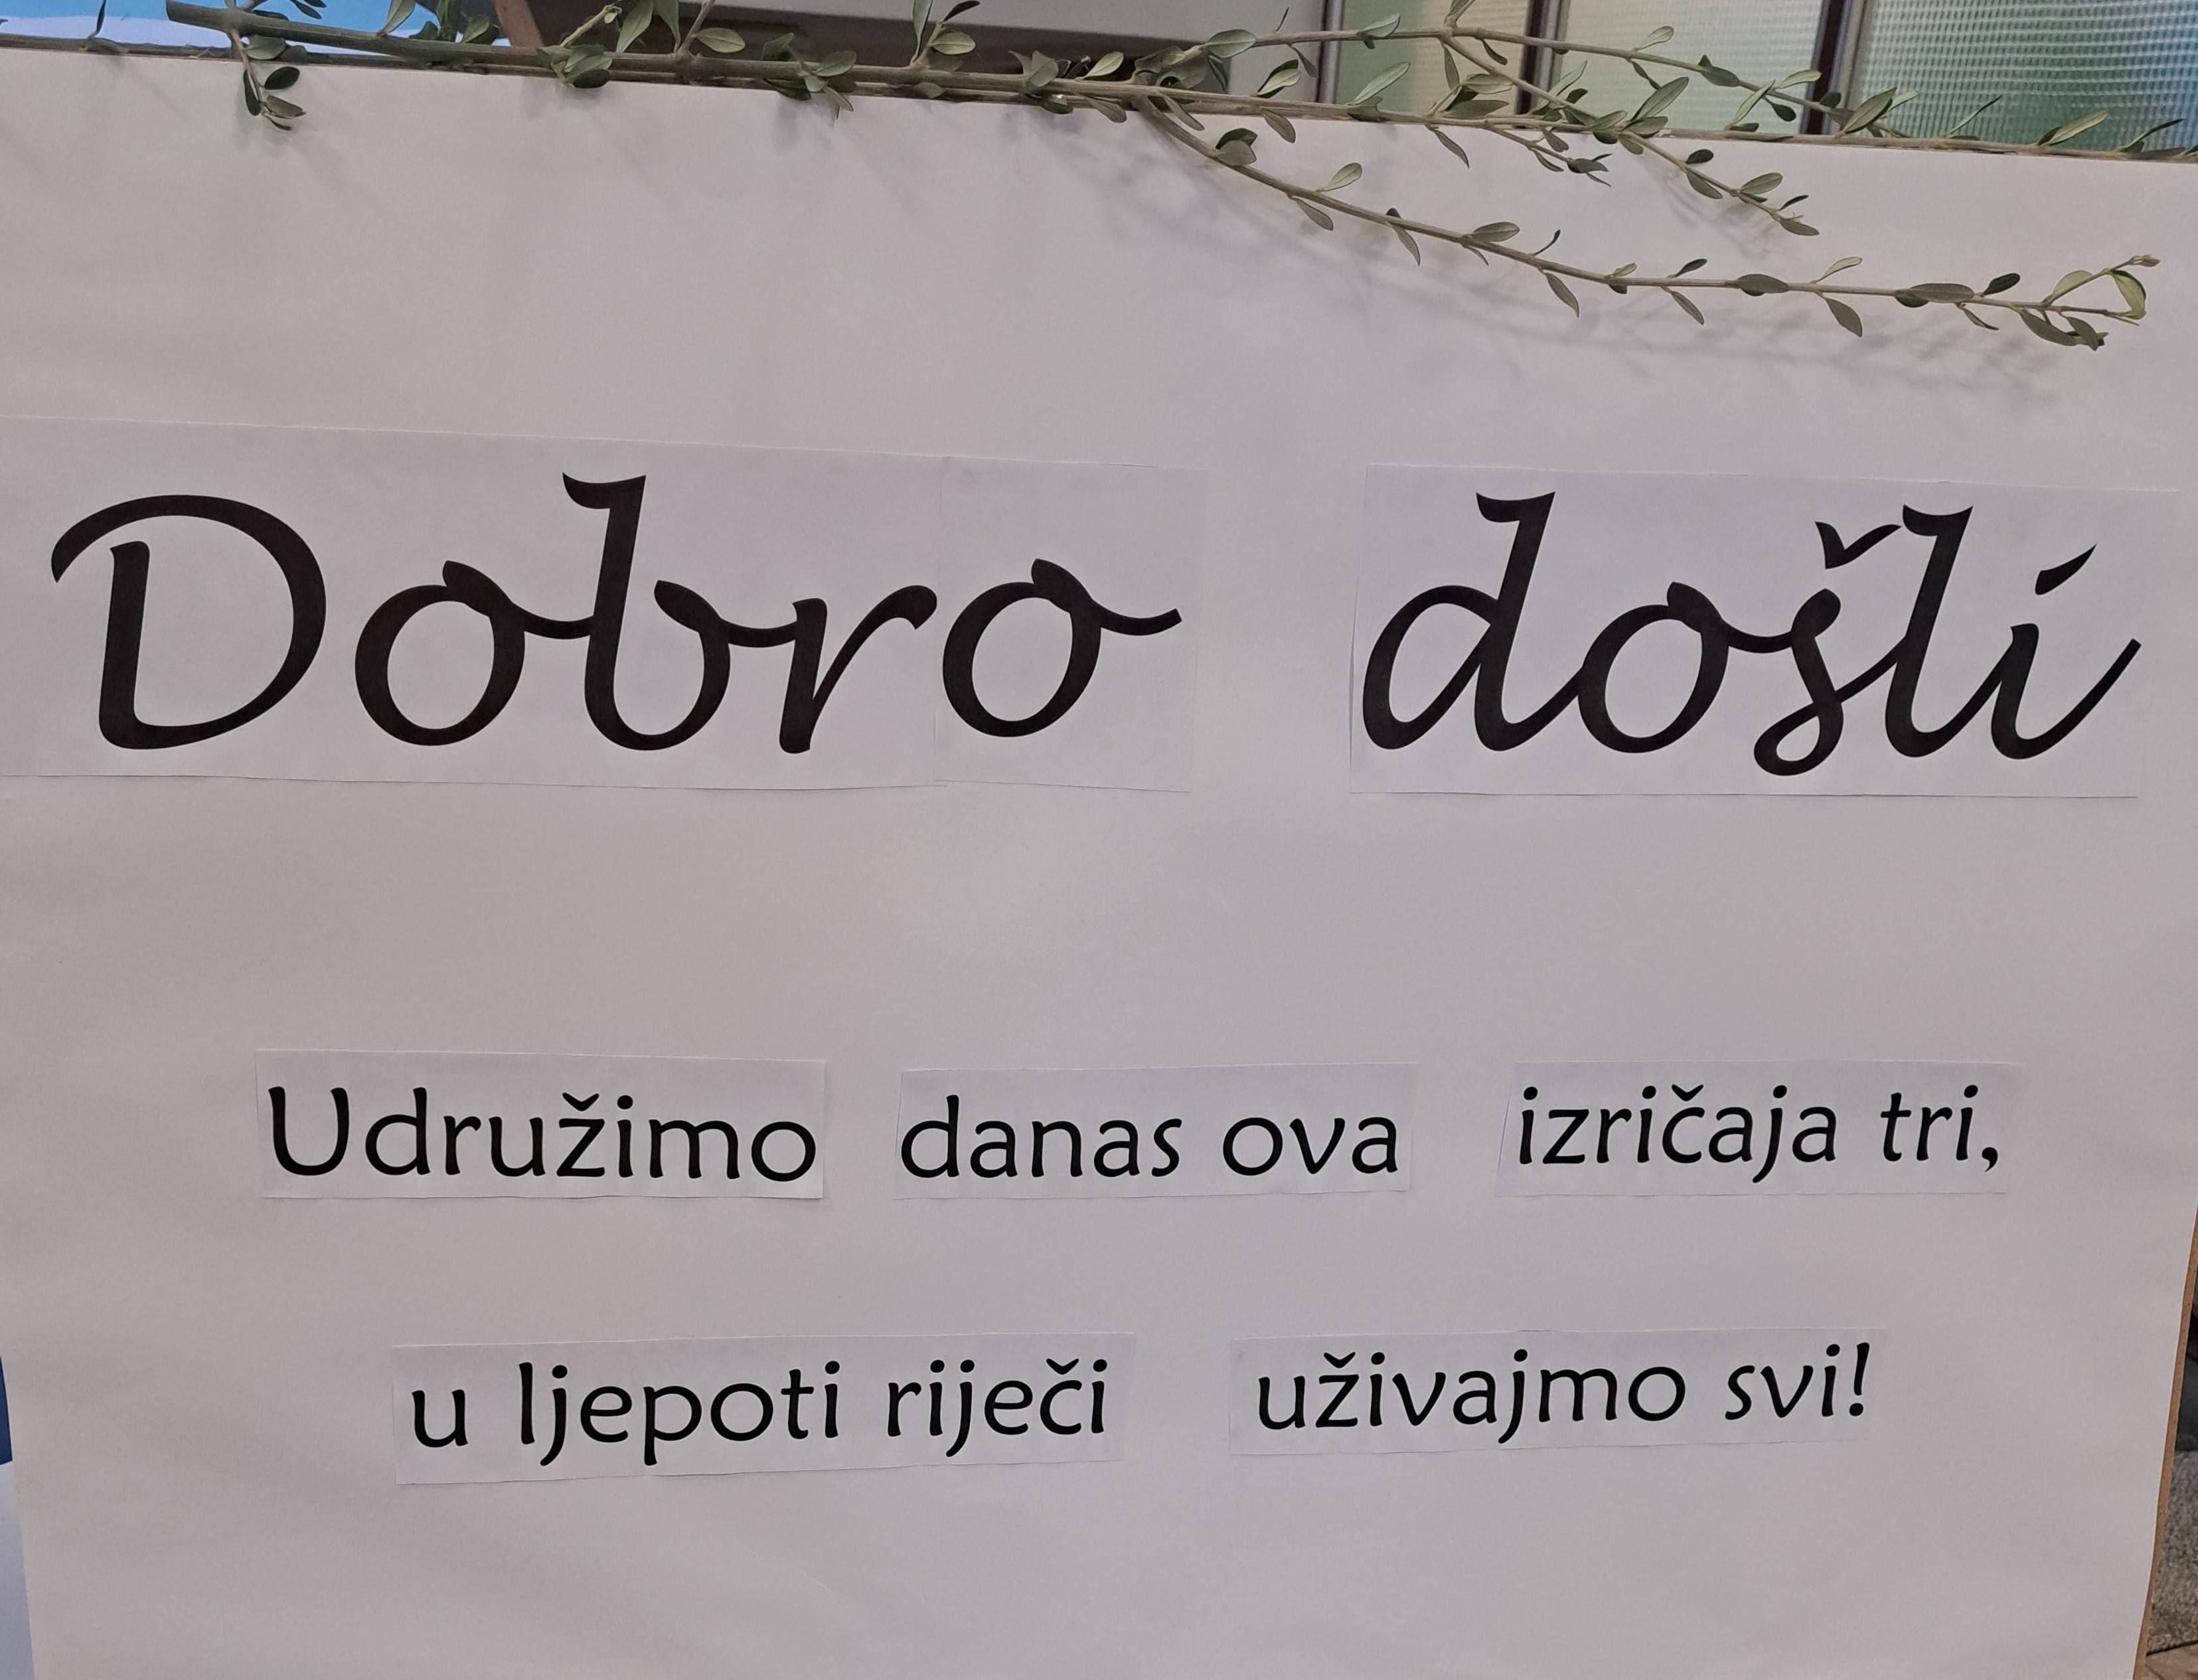 Dobro došli
Udružimo danas ova izričaja tri,
u ljepoti riječi uživajmo svi!